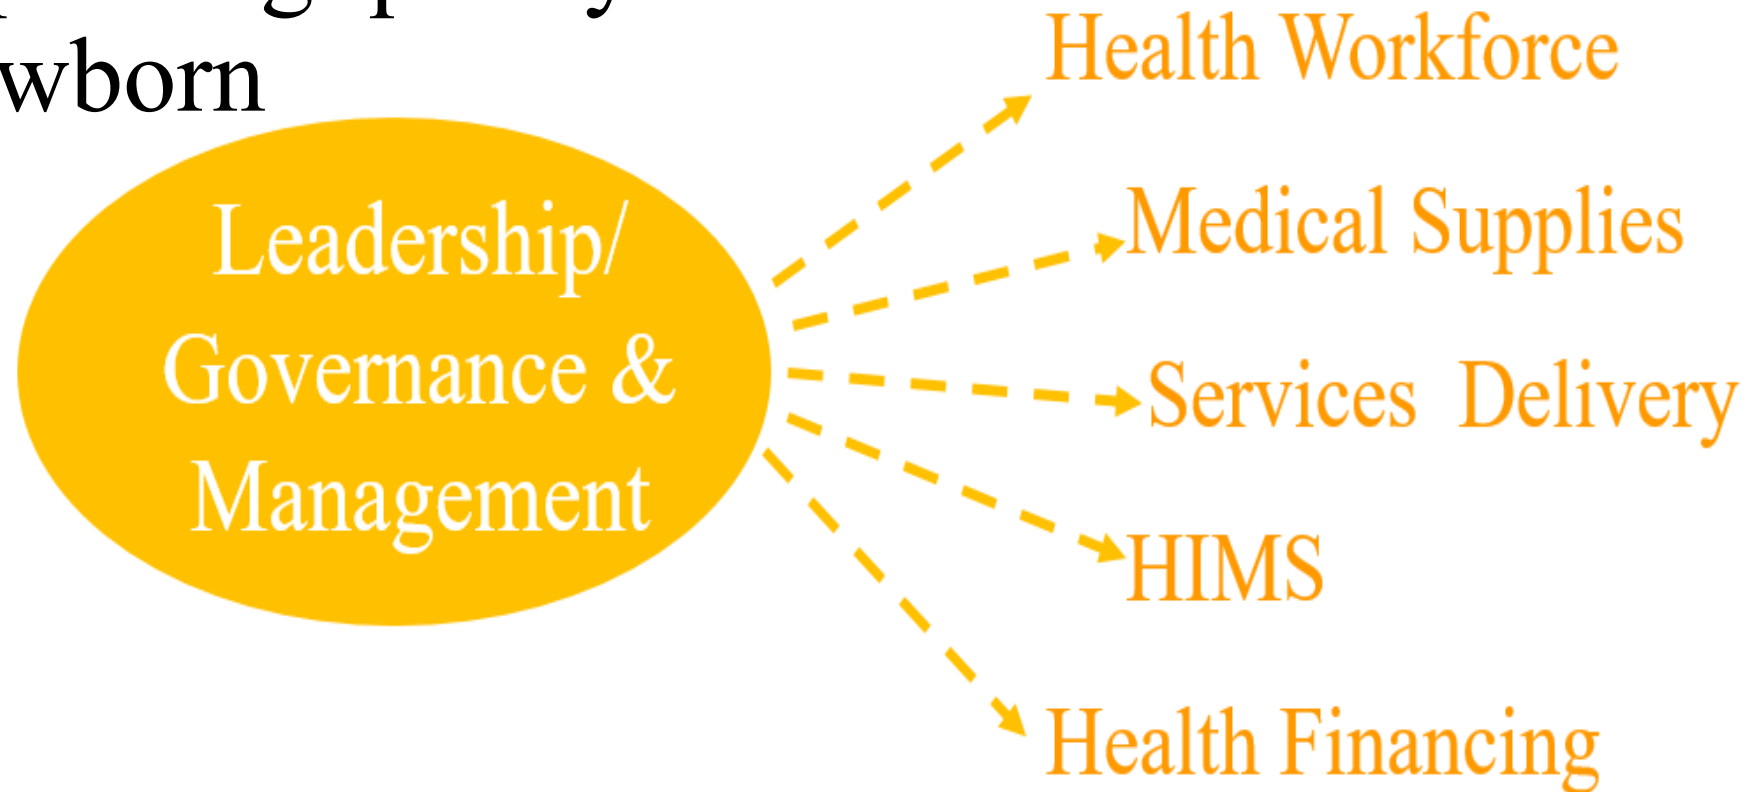 wborn
Leadership/
Governance &
Management
Health Workforce
Medical Supplies
Services Delivery
HIMS
Health Financing